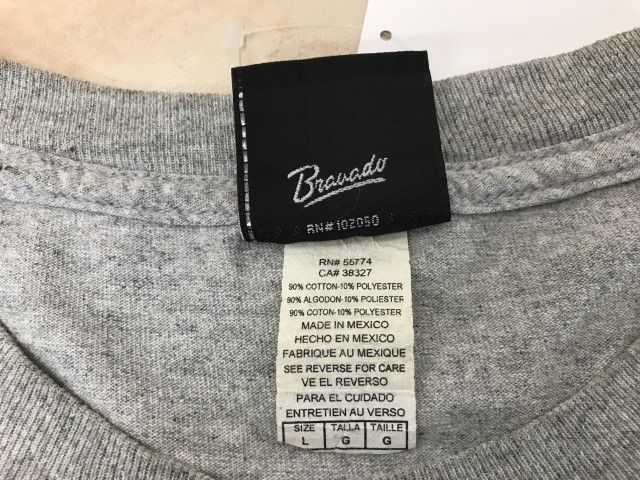 Bravado
RN#102050
RN# 55774
CA# 38327
90% COTTON-10% POLYESTER
90% ALGODON-10% POLIESTER
90% COTON-10% POLYESTER
MADE IN MEXICO
HECHO EN MEXICO
FABRIQUE AU MEXIQUE
SEE REVERSE FOR CARE
VE EL REVERSO
PARA EL CUIDADO
ENTRETIEN AU VERSO
SIZE TALLA TAILLE
L G G